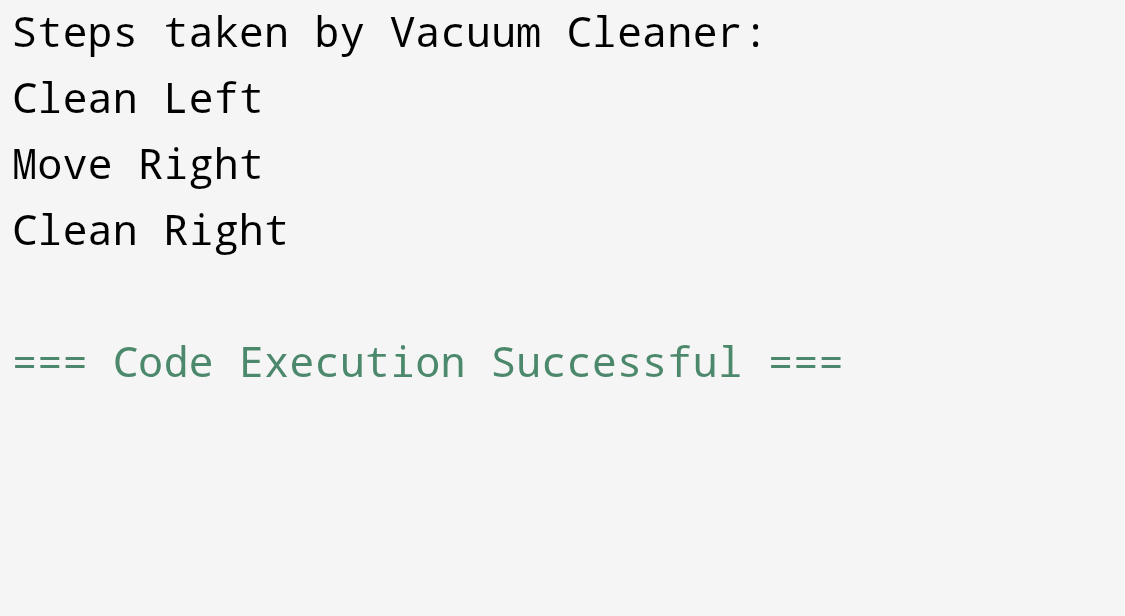 Steps taken by Vacuum Cleaner:
Clean Left
Move Right
Clean Right
=== Code Execution Successful ===